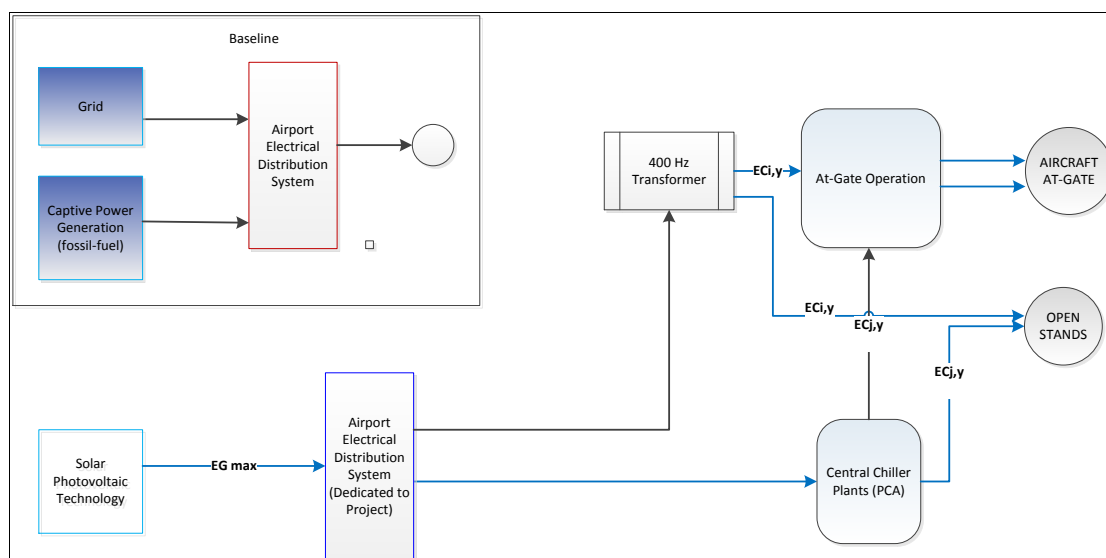 Baseline
Grid
Airport
Electrical
Distribution
System
Captive Power
Generation
(fossil-fuel)
400 Hz
Transformer
ECi,y
At-Gate Operation
AIRCRAFT
AT-GATE
ECi,y
ECj,y
OPEN
STANDS
ECj,y
Solar
Photovoltaic
Technology
EG max
Airport
Electrical
Distribution
System
(Dedicated to
Project)
Central Chiller
Plants (PCA)